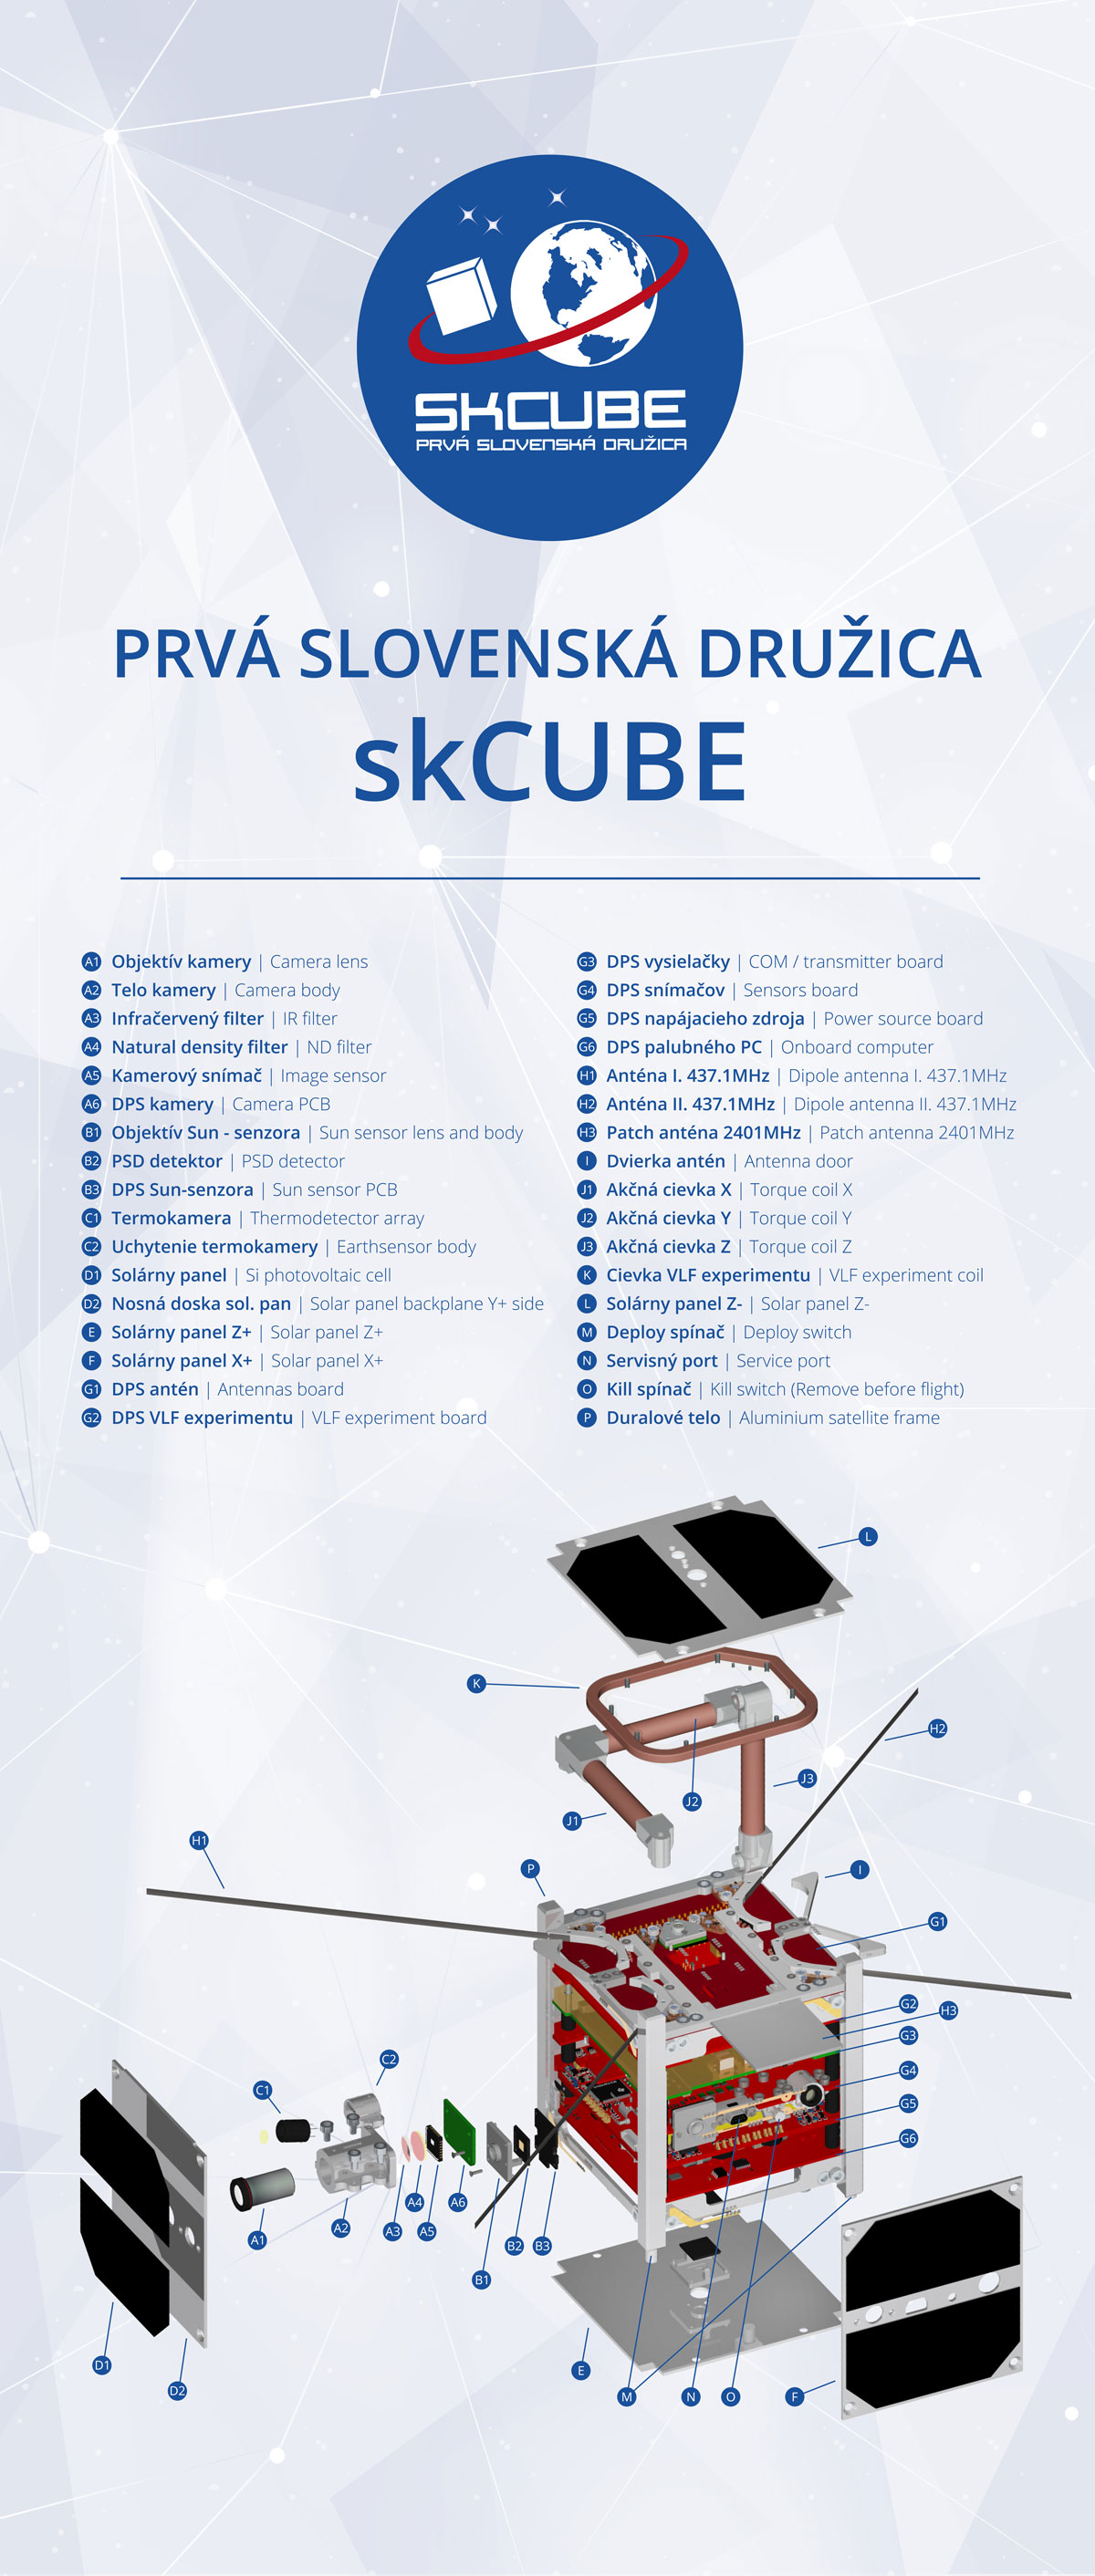 SKCUBE
PRVÁ SLOVENSKÁ DRUŽICA
PRVÁ SLOVENSKÁ DRUŽICA
skCUBE
A1 Objektív kamery | Camera lens
A2 Telo kamery | Camera body
A3 Infračervený filter | IR filter
A4 Natural density filter | ND filter
A5 Kamerový snímač | Image sensor
A6 DPS kamery | Camera PCB
B1 Objektív Sun - senzora | Sun sensor lens and body
B2 PSD detektor | PSD detector
B3 DPS Sun-senzora | Sun sensor PCB
C1 Termokamera | Thermodetector array
C2 Uchytenie termokamery | Earthsensor body
D1 Solárny panel | Si photovoltaic cell
D2 Nosná doska sol. pan | Solar panel backplane Y+ side
E Solárny panel Z+ | Solar panel Z+
F Solárny panel X+ | Solar panel X+
G1 DPS antén | Antennas board
G2 DPS VLF experimentu | VLF experiment board
G3 DPS vysielačky | COM / transmitter board
G4 DPS snímačov | Sensors board
G5 DPS napájacieho zdroja | Power source board
G6 DPS palubného PC | Onboard computer
H1 Anténa I. 437.1MHz | Dipole antenna I. 437.1MHz
H2 Anténa II. 437.1MHz | Dipole antenna II. 437.1MHz
H3 Patch anténa 2401MHz | Patch antenna 2401MHz
I Dvierka antén | Antenna door
J1 Akčná cievka X | Torque coil X
J2 Akčná cievka Y | Torque coil Y
J3 Akčná cievka Z | Torque coil Z
K Cievka VLF experimentu | VLF experiment coil
L Solárny panel Z- | Solar panel Z-
M Deploy spínač | Deploy switch
N Servisný port | Service port
O Kill spínač | Kill switch (Remove before flight)
P Duralové telo | Aluminium satellite frame
L
K
H2
J3
J2
J1
H1
P
I
G1
G2
H3
G3
C2
G4
C1
G5
G6
A4
A6
A2
A3
A5
A1
B2
B3
B1
D1
E
D2
M
N
O
F